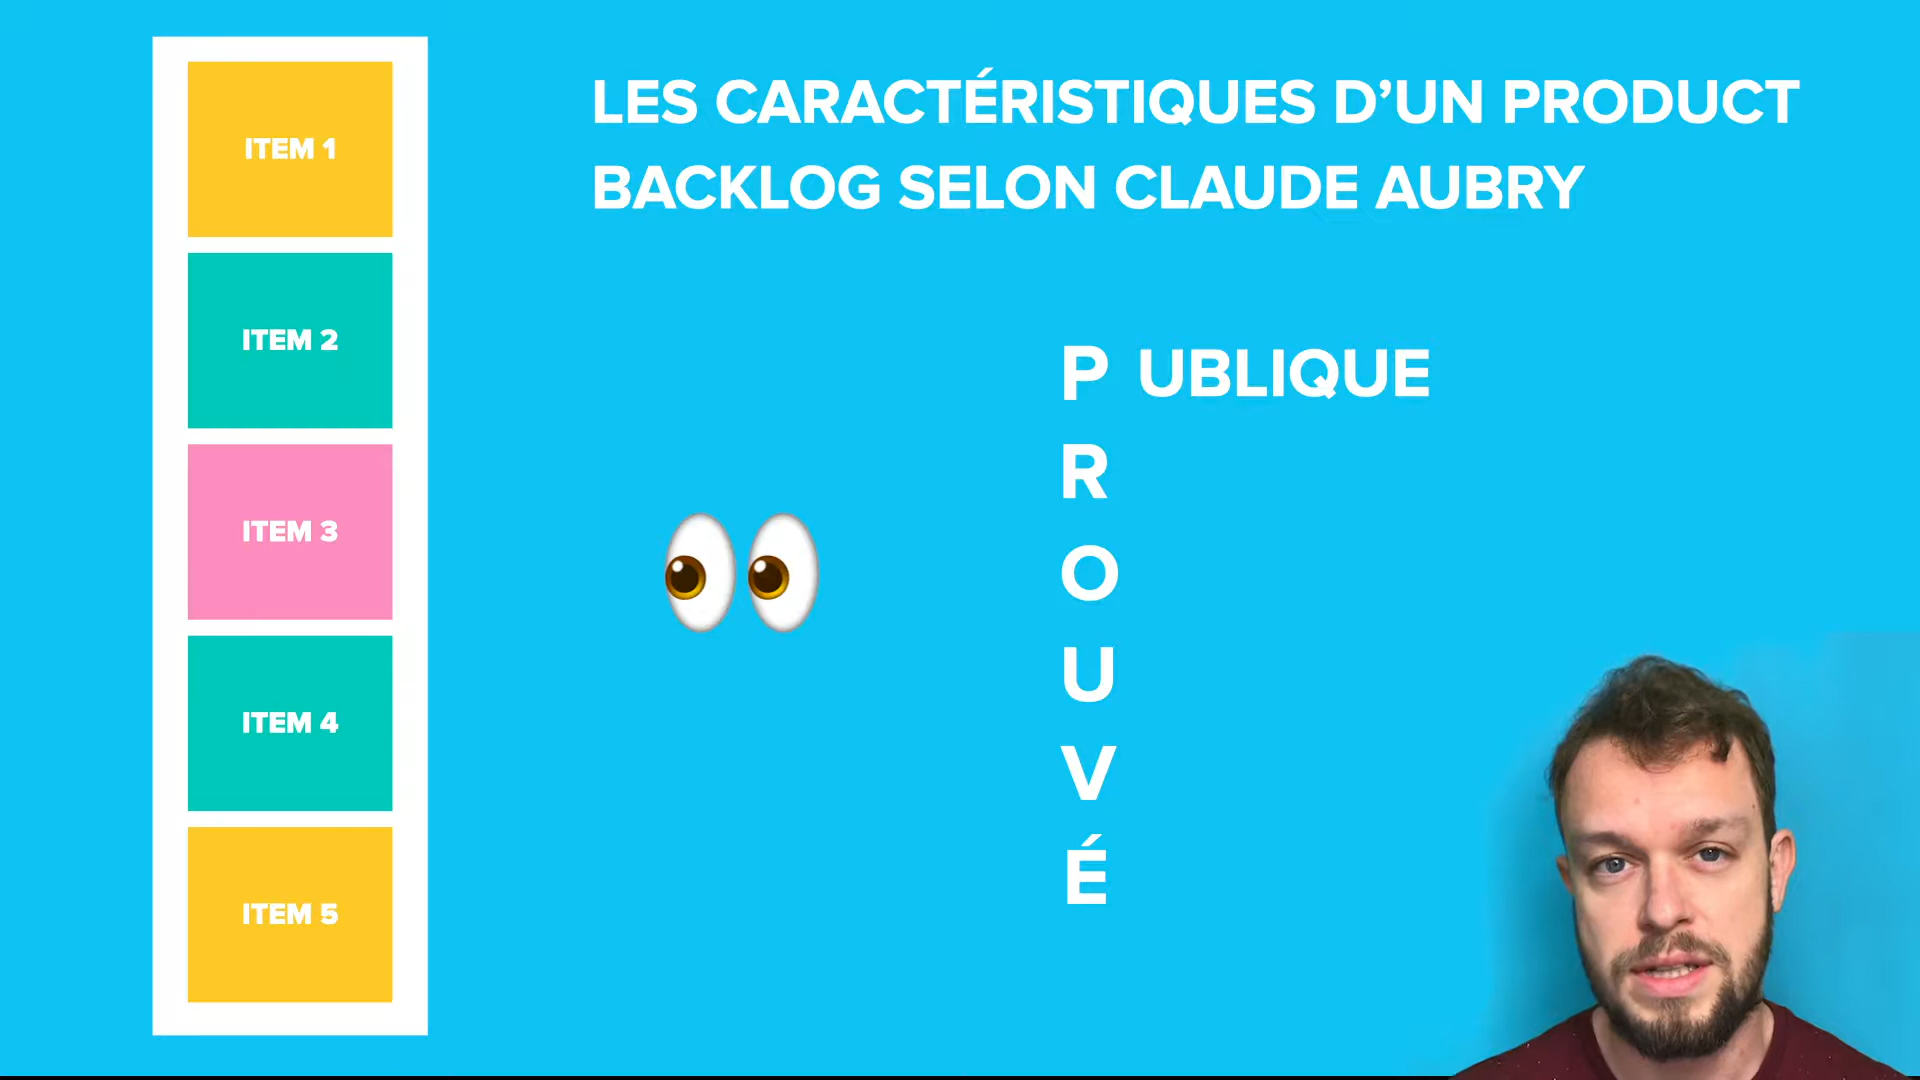 ITEM 1
ITEM 2
ITEM 3
ITEM 4
ITEM 5
LES CARACTÉRISTIQUES D’UN PRODUCT
BACKLOG SELON CLAUDE AUBRY
P UBLIQUE
R
O
U
V
É